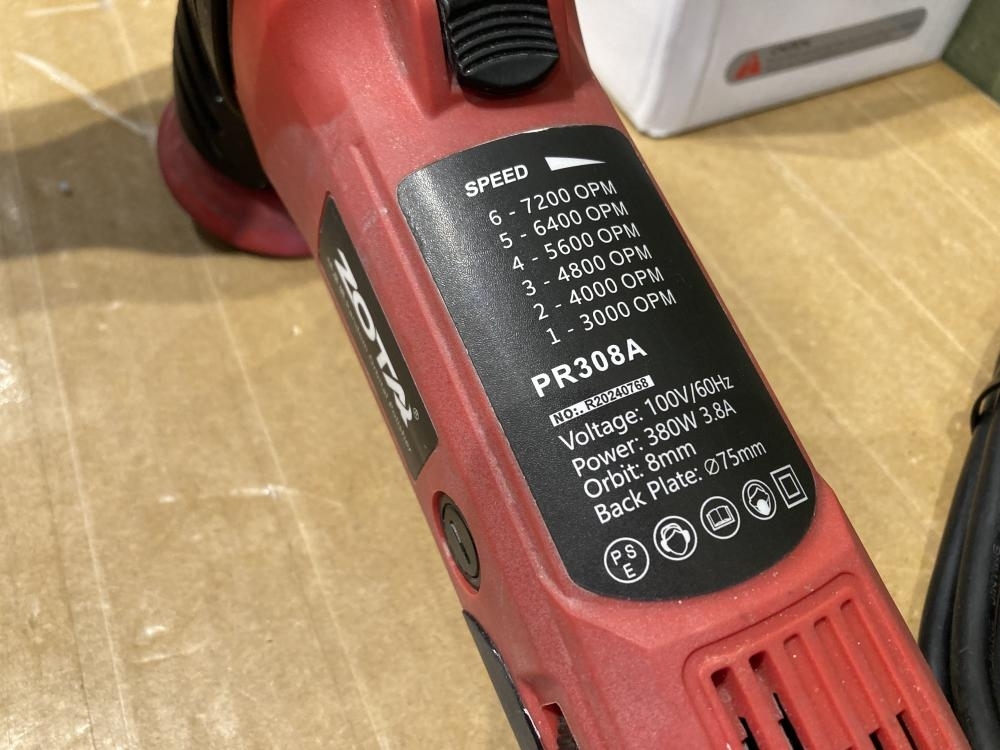 SPEED
6 - 7200 OPM
5 - 6400 OPM
4 - 5600 OPM
3 - 4800 OPM
2 - 4000 OPM
1 - 3000 OPM
PR308A
NO:. R20240768
Voltage: 100V/60Hz
Power: 380W 3.8A
Orbit: 8mm
Back Plate: Ø75mm
PSE
ZOTA®